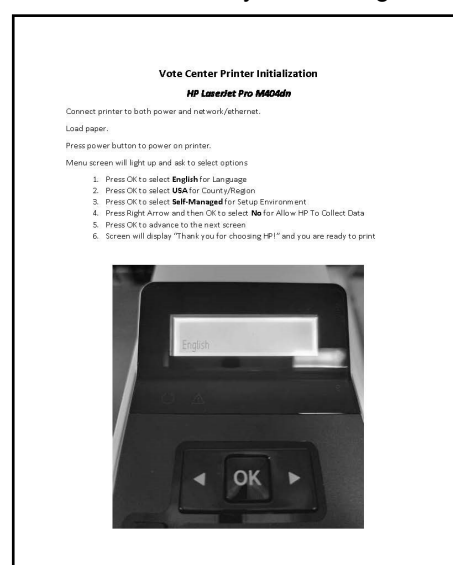 Vote Center Printer Initialization
HP LaserJet Pro M404dn
Connect printer to both power and network/ethernet.
Load paper.
Press power button to power on printer.
Menu screen will light up and ask to select options
1. Press OK to select English for Language
2. Press OK to select USA for County/Region
3. Press OK to select Self-Managed for Setup Environment
4. Press Right Arrow and then OK to select No for Allow HP To Collect Data
5. Press OK to advance to the next screen
6. Screen will display "Thank you for choosing HP!" and you are ready to print
English
OK